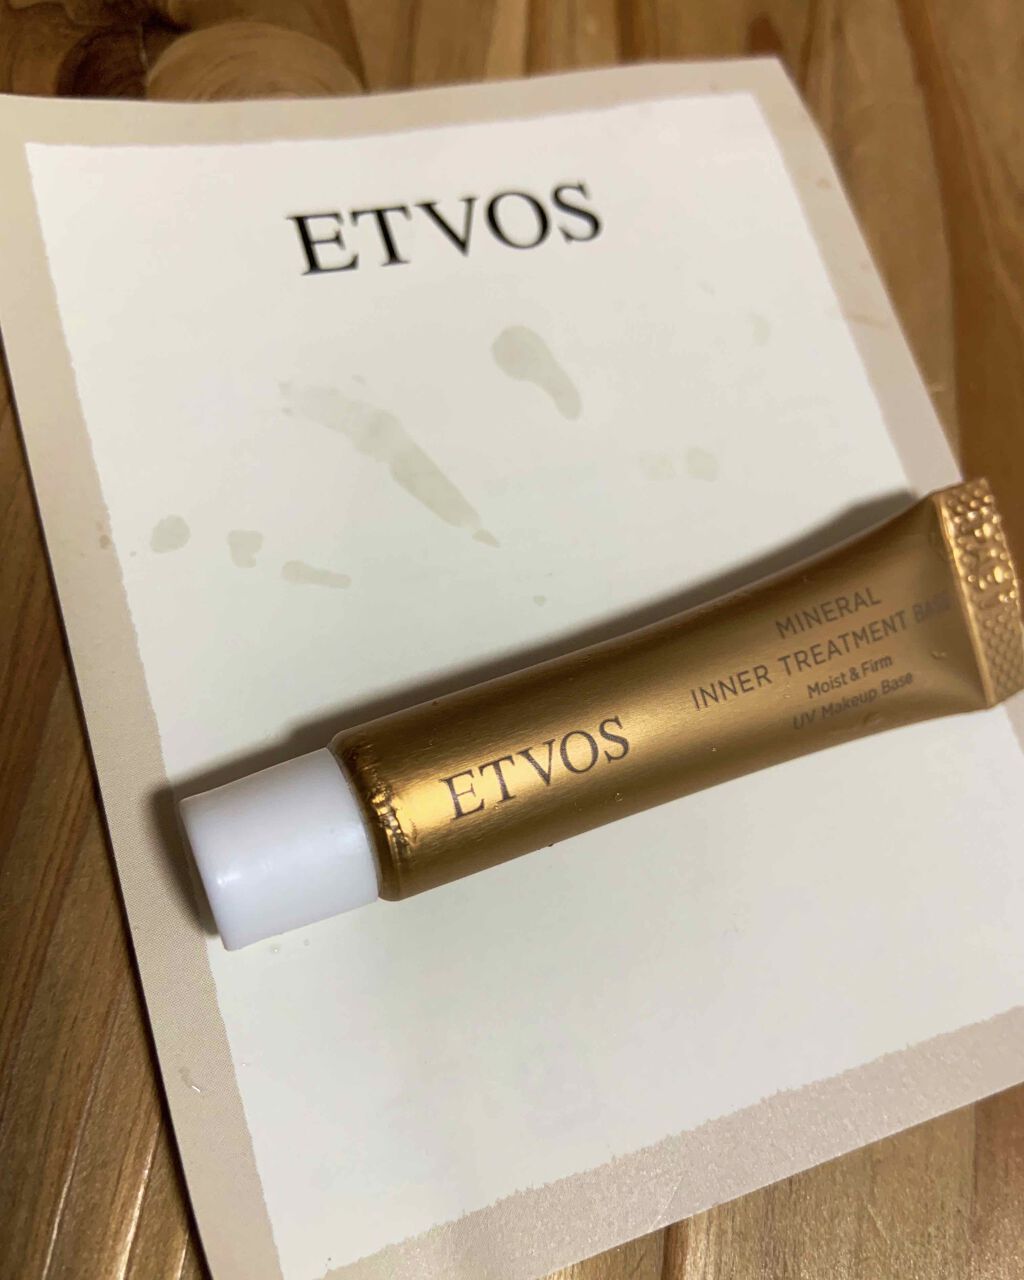 ETVOS
MINERAL
INNER TREATMENT BASE
Moist & Firm
UV Makeup Base
ETVOS